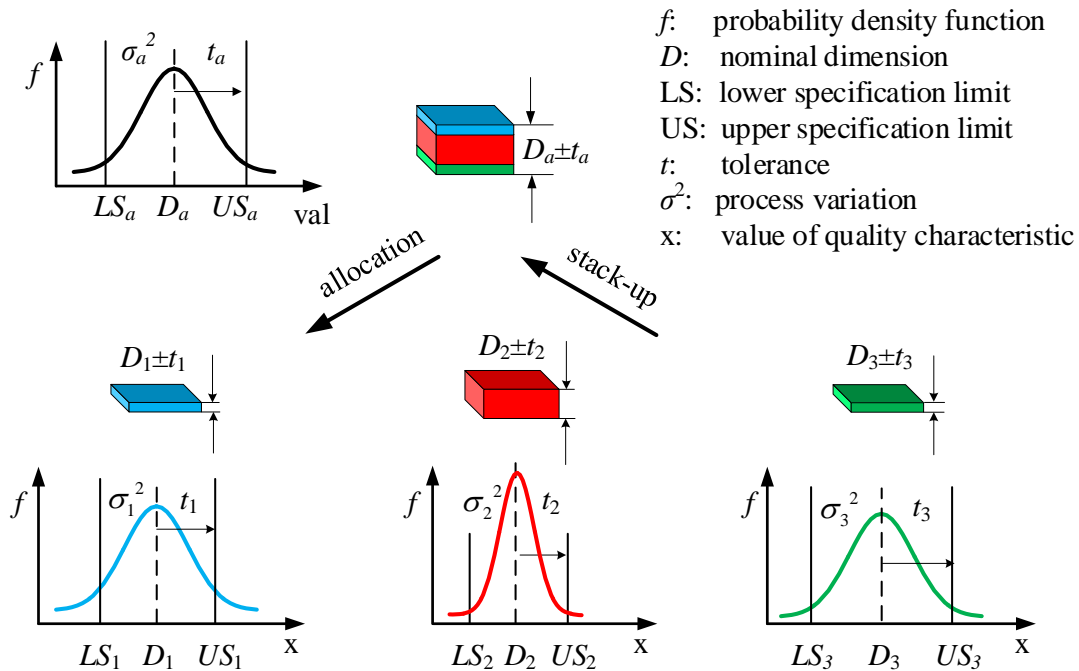 σₐ² tₐ
f
LSₐ Dₐ USₐ val
Dₐ±tₐ
f: probability density function
D: nominal dimension
LS: lower specification limit
US: upper specification limit
t: tolerance
σ²: process variation
x: value of quality characteristic
allocation
stack-up
D₁±t₁
D₂±t₂
D₃±t₃
f σ₁² t₁
LS₁ D₁ US₁ x
f σ₂² t₂
LS₂ D₂ US₂ x
f σ₃² t₃
LS₃ D₃ US₃ x